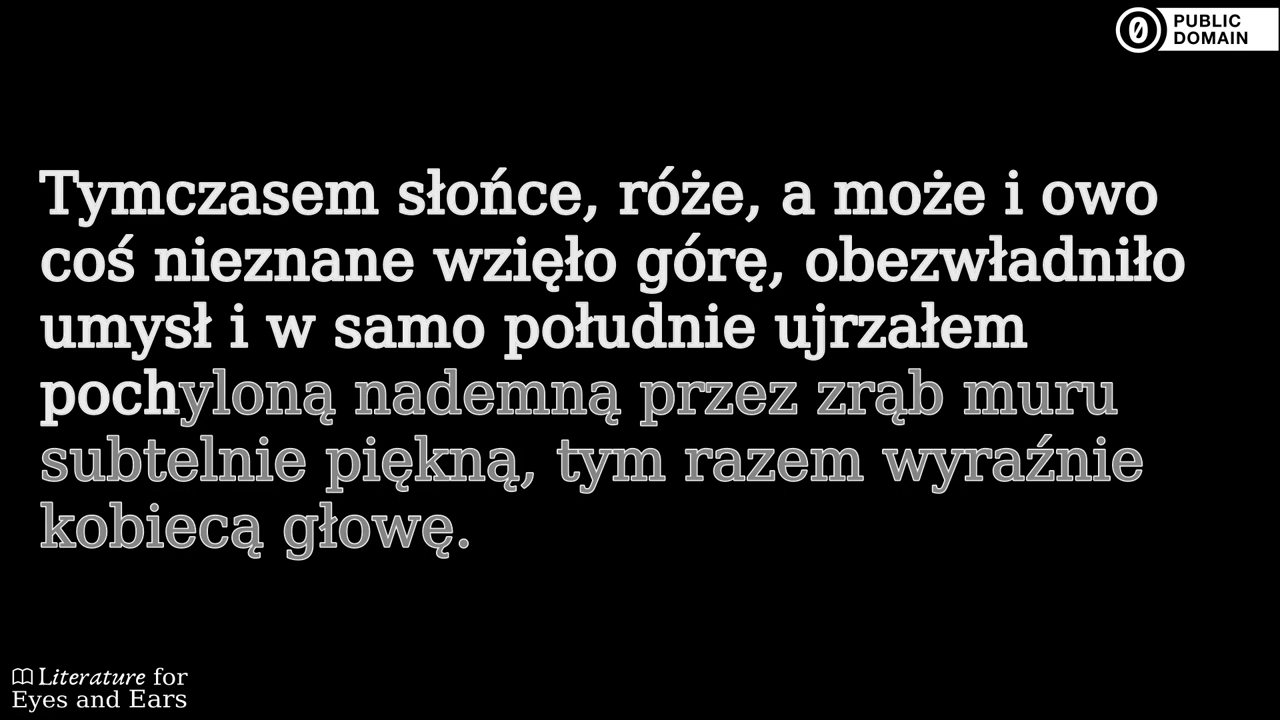 PUBLIC
DOMAIN
Tymczasem słońce, róże, a może i owo
coś nieznane wzięło górę, obezwładniło
umysł i w samo południe ujrzałem
pochyloną nademną przez zrąb muru
subtelnie piękną, tym razem wyraźnie
kobiecą głowę.
Literature for
Eyes and Ears